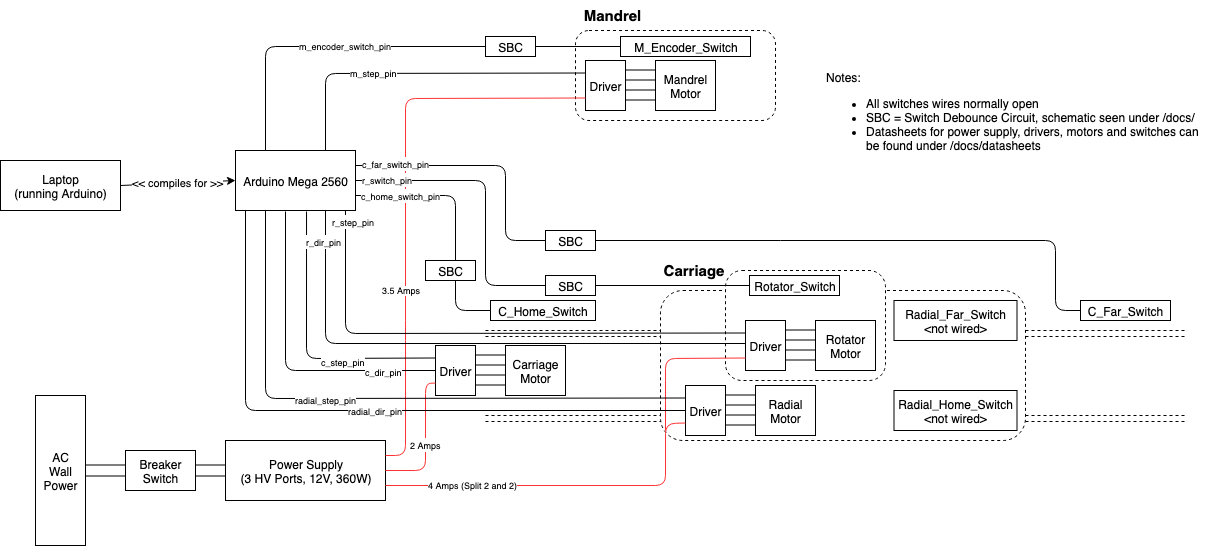 Mandrel
m_encoder_switch_pin
SBC
M_Encoder_Switch
m_step_pin
Driver
Mandrel
Motor
Notes:
• All switches wires normally open
• SBC = Switch Debounce Circuit, schematic seen under /docs/
• Datasheets for power supply, drivers, motors and switches can
be found under /docs/datasheets
Laptop
(running Arduino)
<< compiles for >>
Arduino Mega 2560
c_far_switch_pin
r_switch_pin
c_home_switch_pin
r_step_pin
r_dir_pin
SBC
SBC
SBC
3.5 Amps
C_Home_Switch
Carriage
Rotator_Switch
Radial_Far_Switch
<not wired>
C_Far_Switch
Driver
Rotator
Motor
c_step_pin
c_dir_pin
Driver
Carriage
Motor
radial_step_pin
radial_dir_pin
Driver
Radial
Motor
Radial_Home_Switch
<not wired>
2 Amps
AC
Wall
Power
Breaker
Switch
Power Supply
(3 HV Ports, 12V, 360W)
4 Amps (Split 2 and 2)